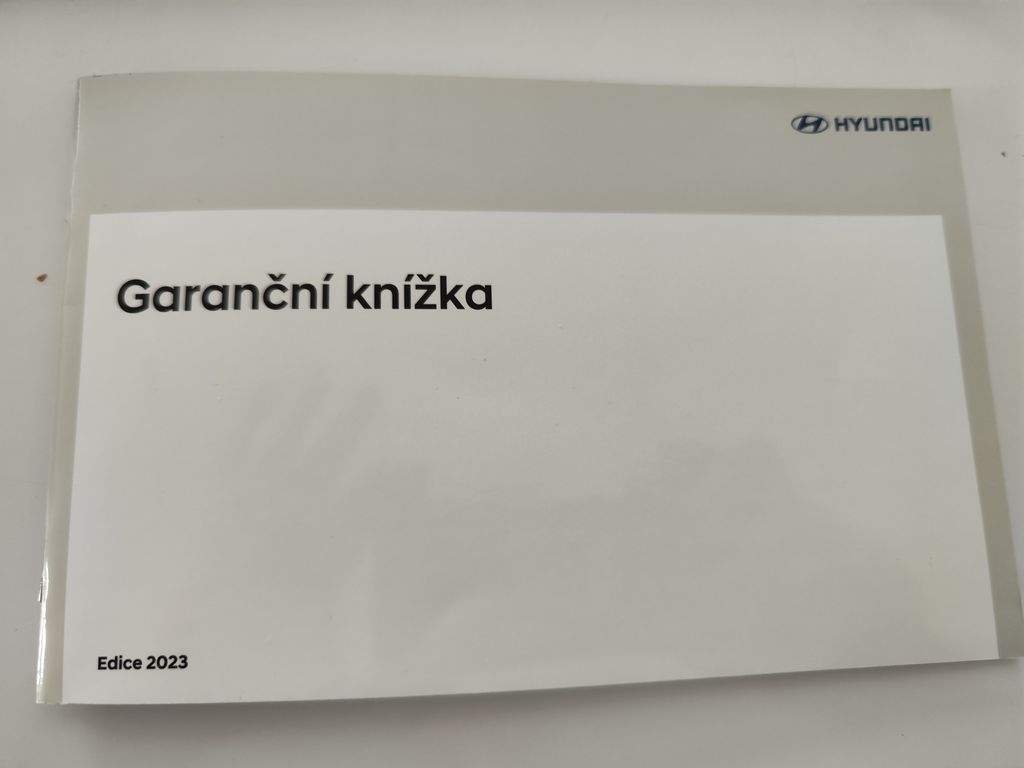 HYUNDAI
Garanční knížka
Edice 2023